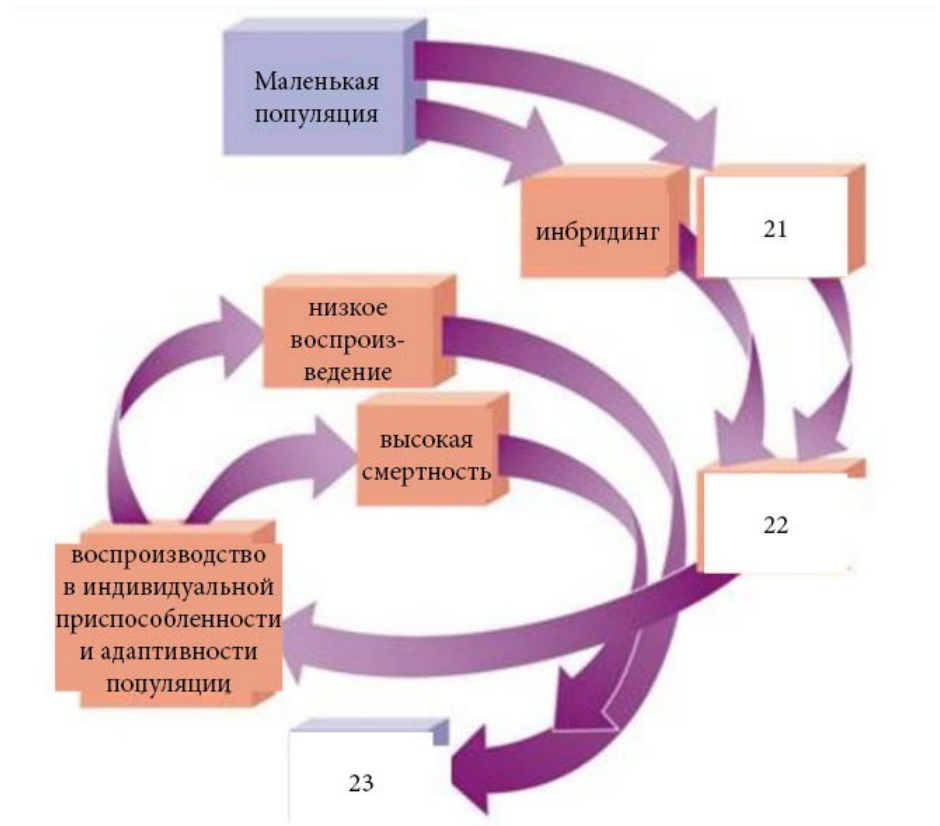 Маленькая
популяция
инбридинг
21
низкое
воспроиз-
ведение
высокая
смертность
22
воспроизводство
в индивидуальной
приспособленности
и адаптивности
популяции
23